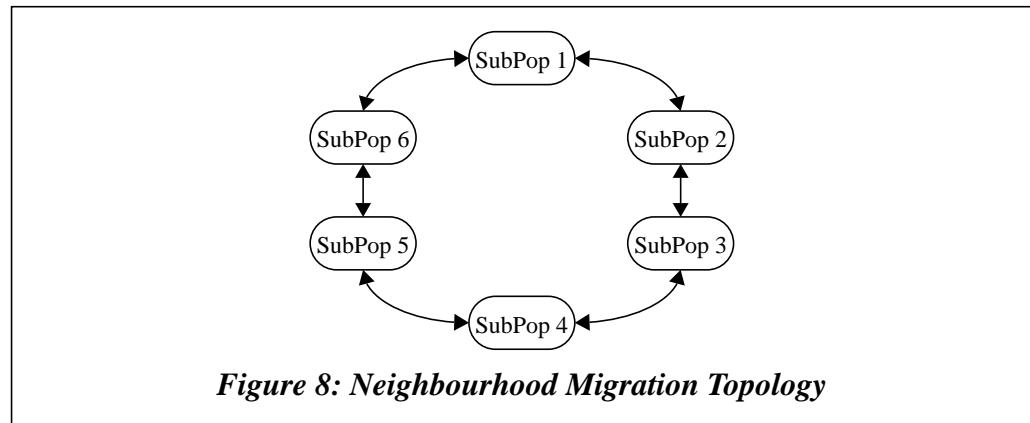 SubPop 1
SubPop 6
SubPop 2
SubPop 5
SubPop 3
SubPop 4
Figure 8: Neighbourhood Migration Topology